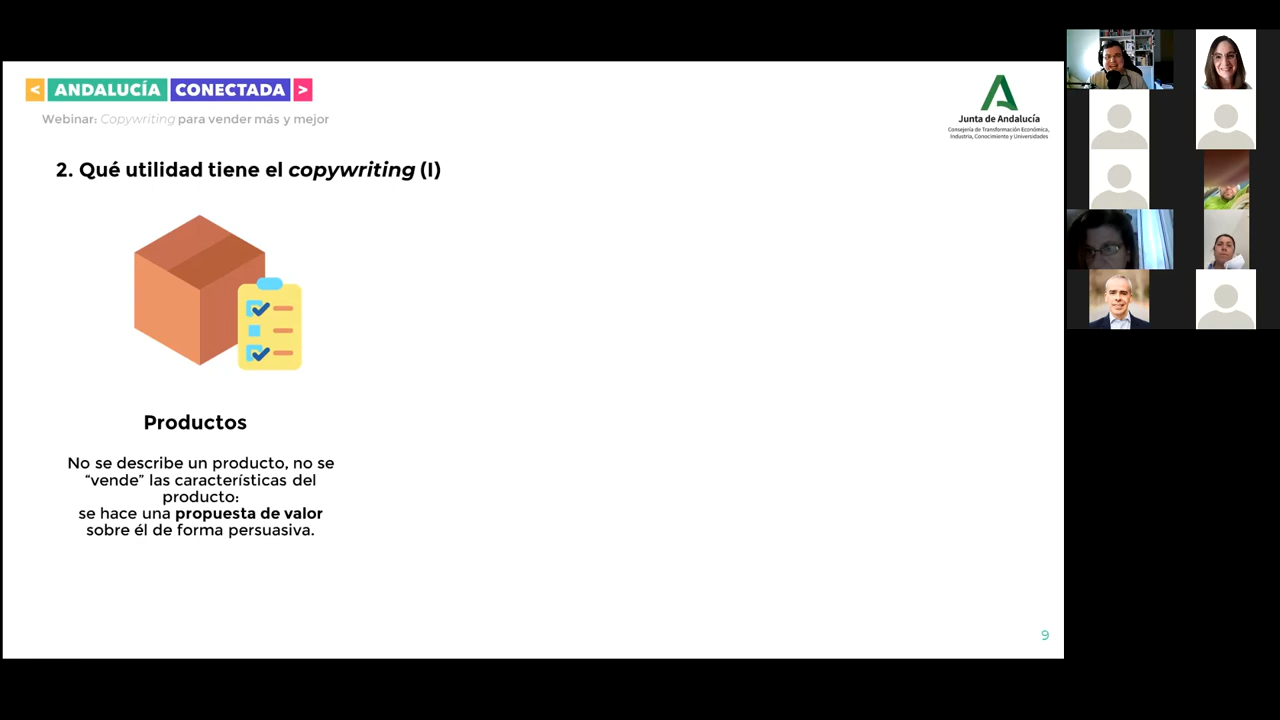 < ANDALUCÍA CONECTADA >
Webinar: Copywriting para vender más y mejor
Junta de Andalucía
Consejería de Transformación Económica,
Industria, Conocimiento y Universidades
2. Qué utilidad tiene el copywriting (I)
Productos
No se describe un producto, no se
“vende” las características del
producto:
se hace una propuesta de valor
sobre él de forma persuasiva.
9